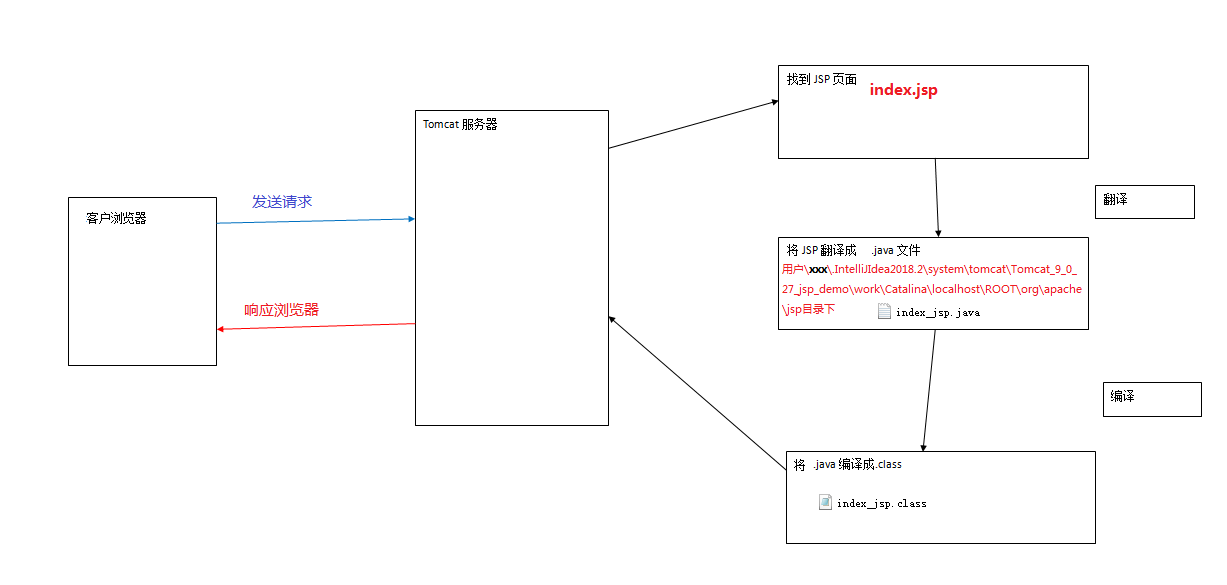 找到 JSP 页面
index.jsp
Tomcat 服务器
发送请求
客户浏览器
翻译
将 JSP 翻译成 .java 文件
用户\xxx\.IntelliJIdea2018.2\system\tomcat\Tomcat_9_0_
27_jsp_demo\work\Catalina\localhost\ROOT\org\apache
\jsp目录下
index_jsp.java
响应浏览器
编译
将 .java 编译成.class
index_jsp.class